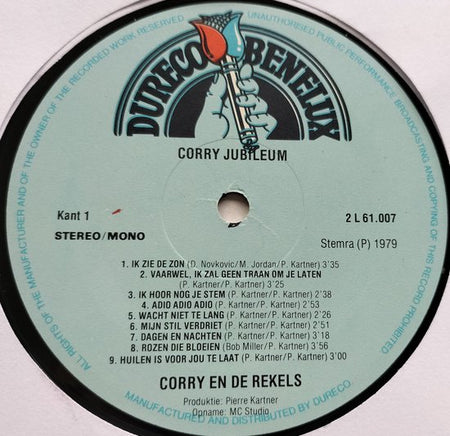 ALL RIGHTS OF THE MANUFACTURER AND OF THE OWNER OF THE RECORDED WORK RESERVED
UNAUTHORISED PUBLIC PERFORMANCE BROADCASTING AND COPYING OF THIS RECORD PROHIBITED
DURECO BENELUX
CORRY JUBILEUM
Kant 1
2 L 61.007
STEREO/MONO
Stemra (P) 1979
1. IK ZIE DE ZON (D. Novkovic/M. Jordan/P. Kartner) 3'35
2. VAARWEL, IK ZAL GEEN TRAAN OM JE LATEN
(P. Kartner/P. Kartner) 3'25
3. IK HOOR NOG JE STEM (P. Kartner/P. Kartner) 2'38
4. ADIO ADIO ADIO (P. Kartner/P. Kartner) 2'53
5. WACHT NIET TE LANG (P. Kartner/P. Kartner) 2'26
6. MIJN STIL VERDRIET (P. Kartner/P. Kartner) 2'51
7. DAGEN EN NACHTEN (P. Kartner/P. Kartner) 3'18
8. ROZEN DIE BLOEIEN (Bob Miller/P. Kartner) 3'56
9. HUILEN IS VOOR JOU TE LAAT (P. Kartner/P. Kartner) 3'00
CORRY EN DE REKELS
Produktie: Pierre Kartner
Opname: MC Studio
MANUFACTURED AND DISTRIBUTED BY DURECO.